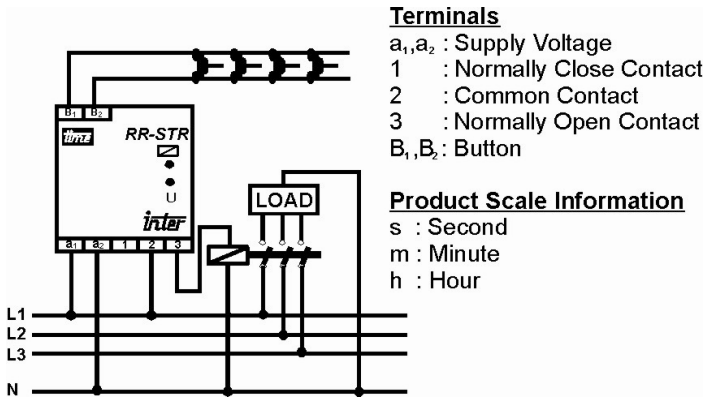 Terminals
a1,a2 : Supply Voltage
1 : Normally Close Contact
2 : Common Contact
3 : Normally Open Contact
B1,B2 : Button
Product Scale Information
s : Second
m : Minute
h : Hour
B1 B2
time
RR-STR
U
inter
a1 a2 1 2 3
LOAD
L1
L2
L3
N